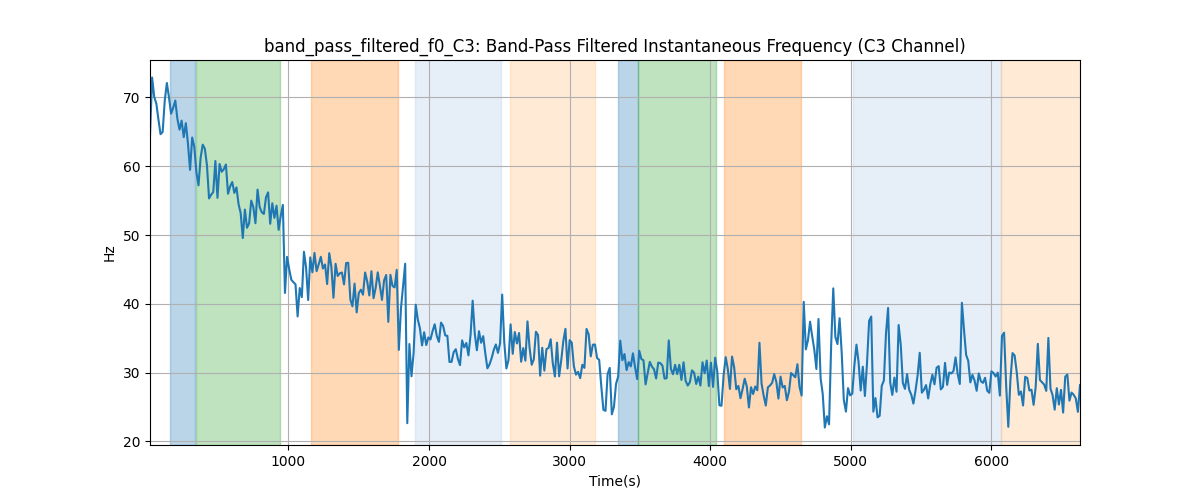 band_pass_filtered_f0_C3: Band-Pass Filtered Instantaneous Frequency (C3 Channel)
70
60
50
40
30
20
Hz
1000 2000 3000 4000 5000 6000
Time(s)